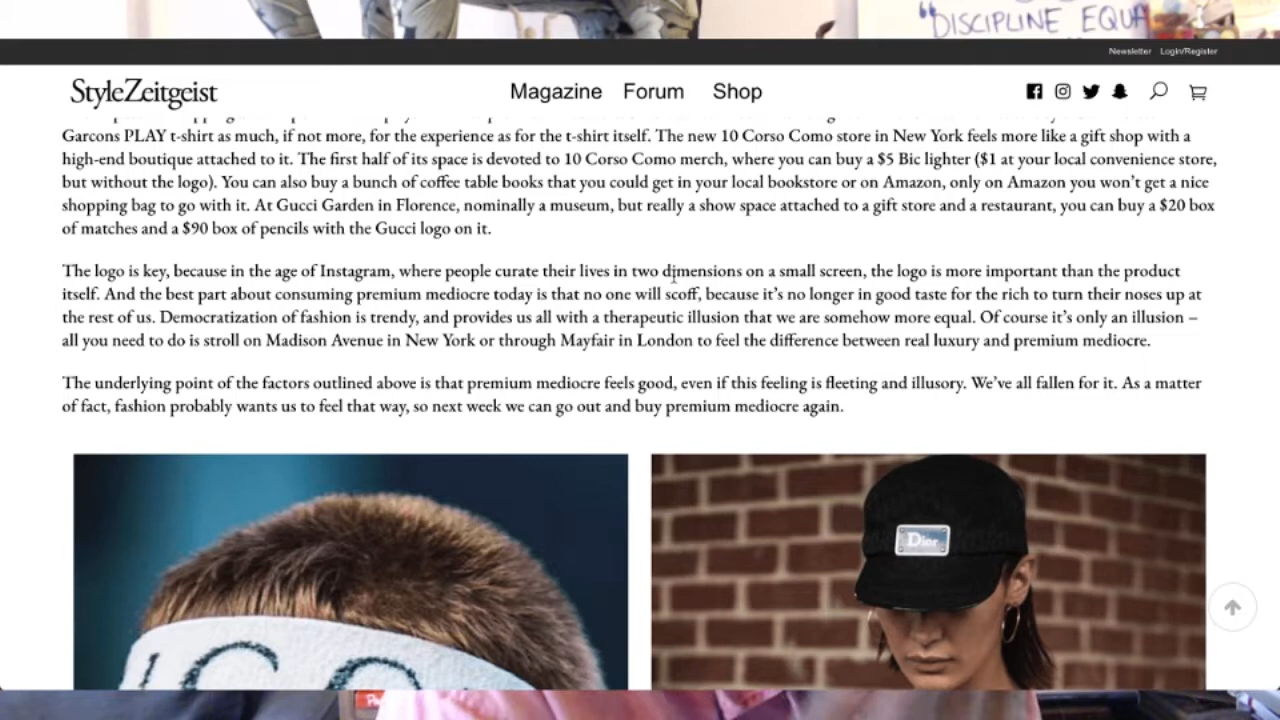 "DISCIPLINE EQUA
Newsletter Login/Register
StyleZeitgeist
Magazine Forum Shop
Garcons PLAY t-shirt as much, if not more, for the experience as for the t-shirt itself. The new 10 Corso Como store in New York feels more like a gift shop with a
high-end boutique attached to it. The first half of its space is devoted to 10 Corso Como merch, where you can buy a $5 Bic lighter ($1 at your local convenience store,
but without the logo). You can also buy a bunch of coffee table books that you could get in your local bookstore or on Amazon, only on Amazon you won't get a nice
shopping bag to go with it. At Gucci Garden in Florence, nominally a museum, but really a show space attached to a gift store and a restaurant, you can buy a $20 box
of matches and a $90 box of pencils with the Gucci logo on it.
The logo is key, because in the age of Instagram, where people curate their lives in two dimensions on a small screen, the logo is more important than the product
itself. And the best part about consuming premium mediocre today is that no one will scoff, because it's no longer in good taste for the rich to turn their noses up at
the rest of us. Democratization of fashion is trendy, and provides us all with a therapeutic illusion that we are somehow more equal. Of course it's only an illusion –
all you need to do is stroll on Madison Avenue in New York or through Mayfair in London to feel the difference between real luxury and premium mediocre.
The underlying point of the factors outlined above is that premium mediocre feels good, even if this feeling is fleeting and illusory. We've all fallen for it. As a matter
of fact, fashion probably wants us to feel that way, so next week we can go out and buy premium mediocre again.
Dior